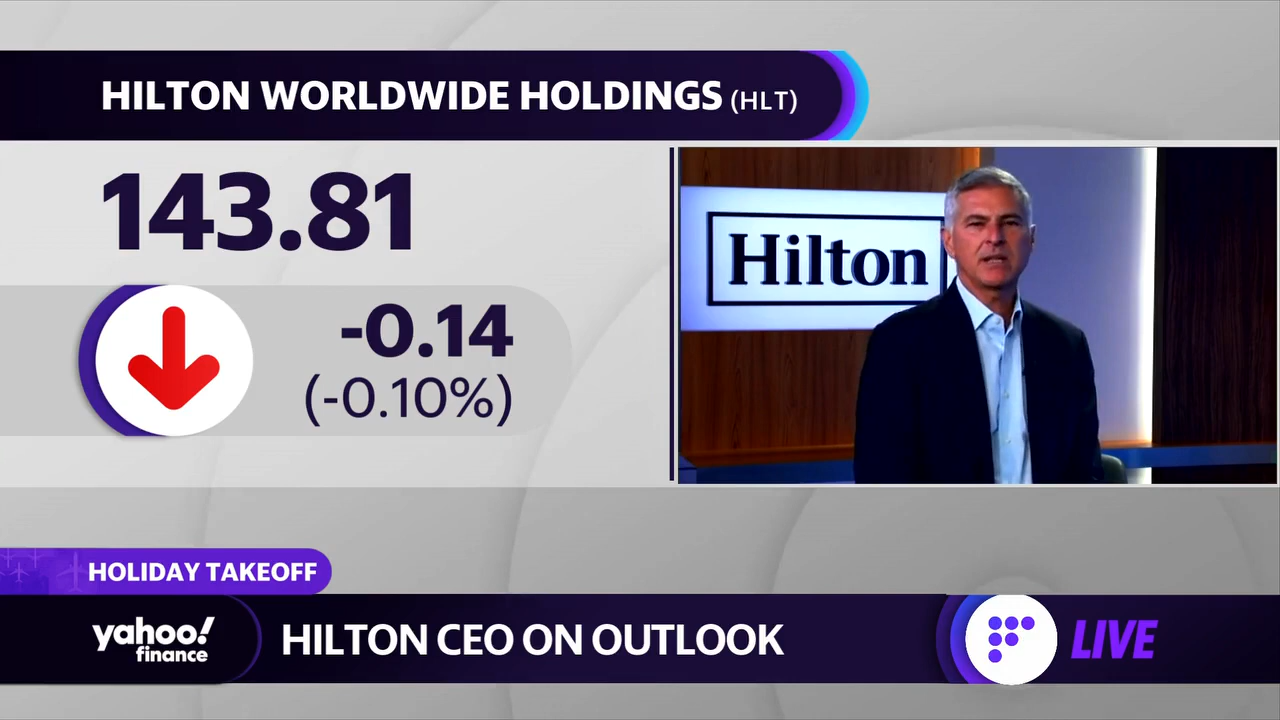 HILTON WORLDWIDE HOLDINGS (HLT)
143.81
-0.14
(-0.10%)
Hilton
HOLIDAY TAKEOFF
yahoo!
finance
HILTON CEO ON OUTLOOK
LIVE